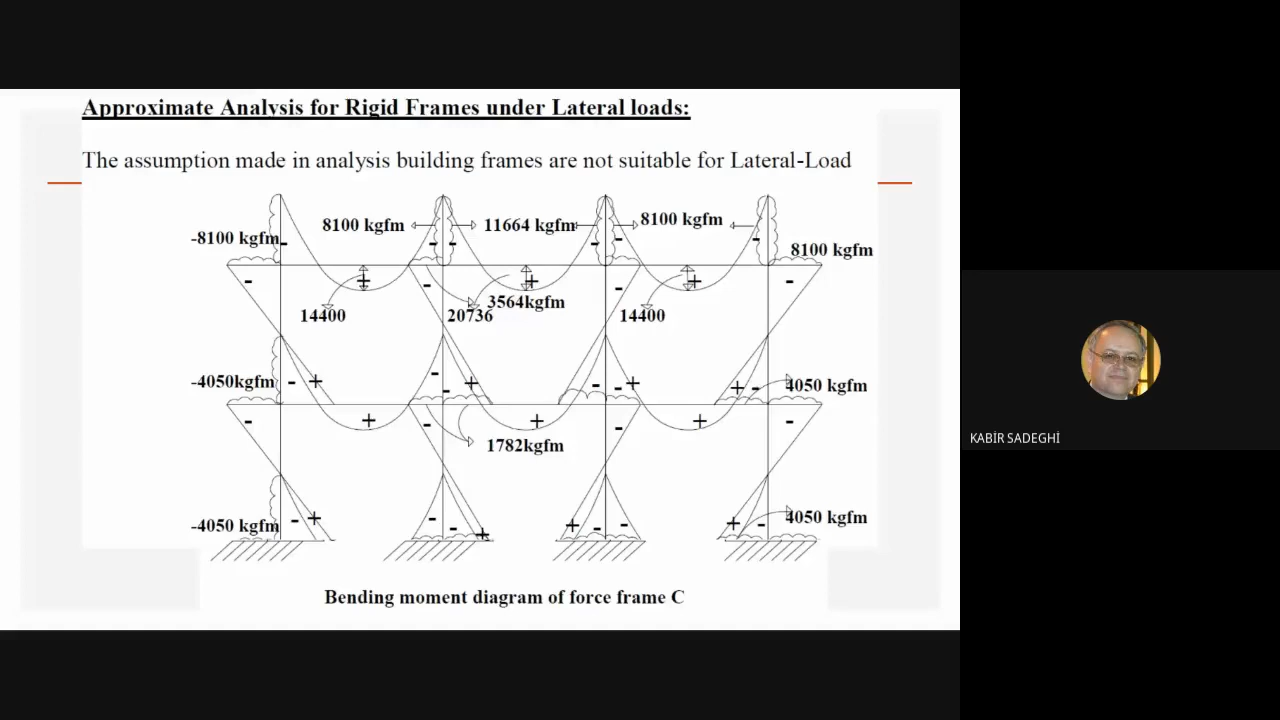 Approximate Analysis for Rigid Frames under Lateral loads:
The assumption made in analysis building frames are not suitable for Lateral-Load
8100 kgfm
11664 kgfm
8100 kgfm
-8100 kgfm
8100 kgfm
3564kgfm
14400
20736
14400
-4050kgfm
4050 kgfm
1782kgfm
-4050 kgfm
4050 kgfm
Bending moment diagram of force frame C
KABİR SADEGHİ